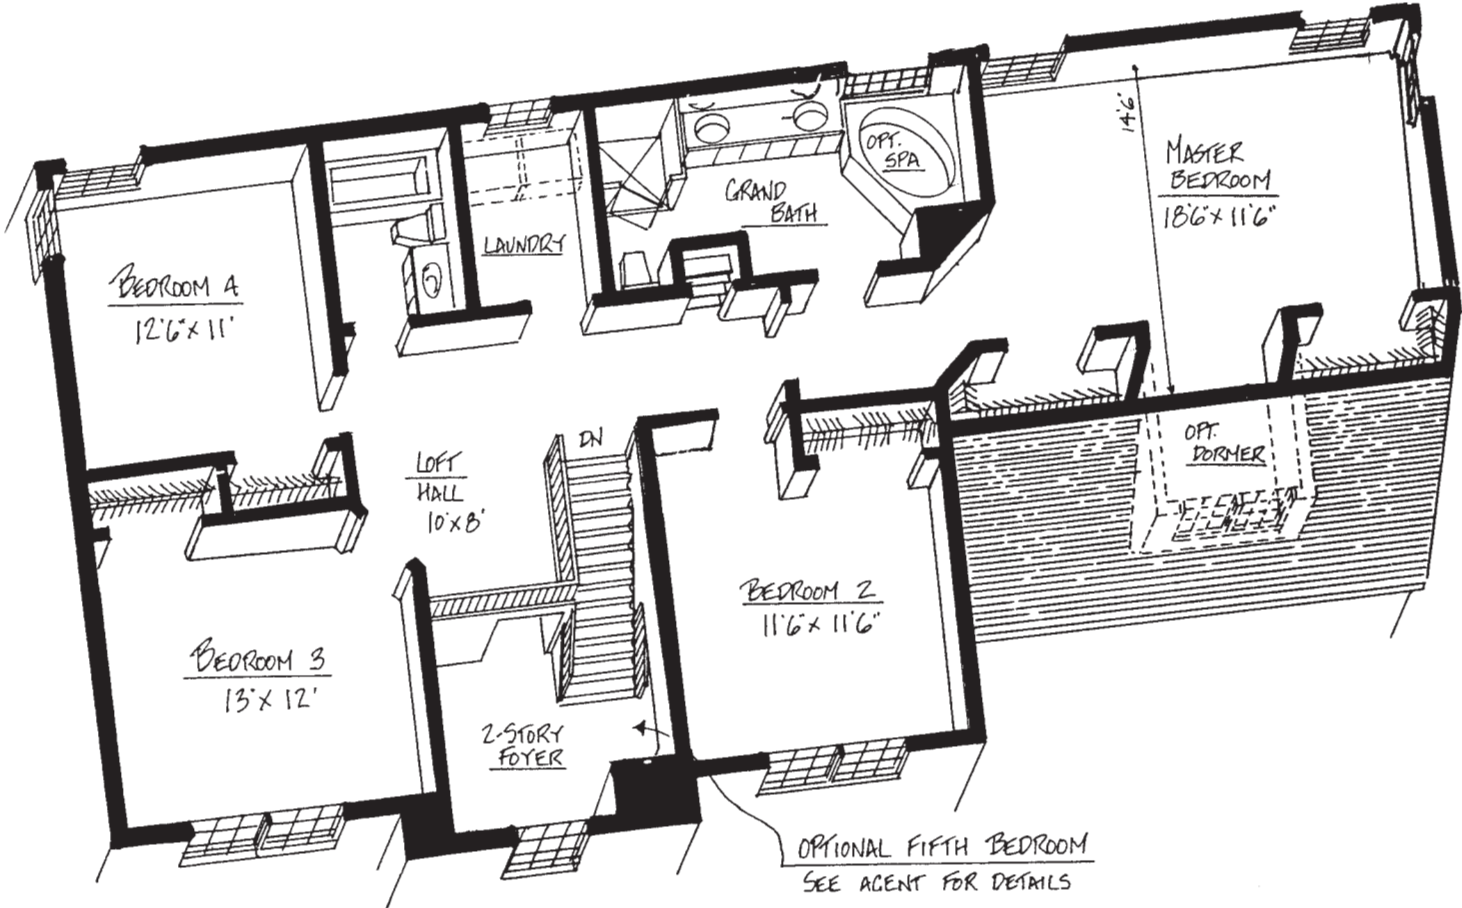 14'6"
MASTER
BEDROOM
18'6" X 11'6"
OPT.
SPA
GRAND
BATH
LAUNDRY
BEDROOM 4
12'6" X 11'
DN
LOFT
HALL
10' X 8'
OPT.
DORMER
BEDROOM 2
11'6" X 11'6"
BEDROOM 3
13' X 12'
2-STORY
FOYER
OPTIONAL FIFTH BEDROOM
SEE AGENT FOR DETAILS